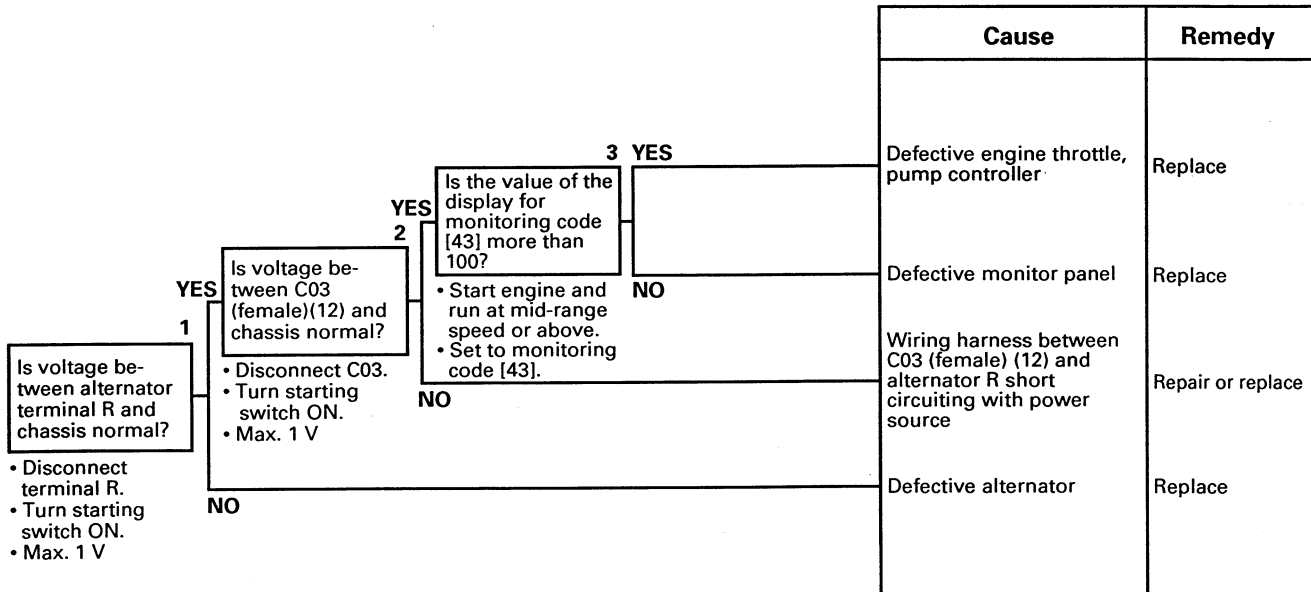 Cause
Remedy
3 YES
Is the value of the
display for
monitoring code
[43] more than
100?
• Start engine and
run at mid-range
speed or above.
• Set to monitoring
code [43].
Defective engine throttle,
pump controller
Replace
NO
Defective monitor panel
Replace
YES
2
Is voltage be-
tween C03
(female)(12) and
chassis normal?
• Disconnect C03.
• Turn starting
switch ON.
• Max. 1 V
NO
Wiring harness between
C03 (female) (12) and
alternator R short
circuiting with power
source
Repair or replace
YES
1
Is voltage be-
tween alternator
terminal R and
chassis normal?
• Disconnect
terminal R.
• Turn starting
switch ON.
• Max. 1 V
NO
Defective alternator
Replace